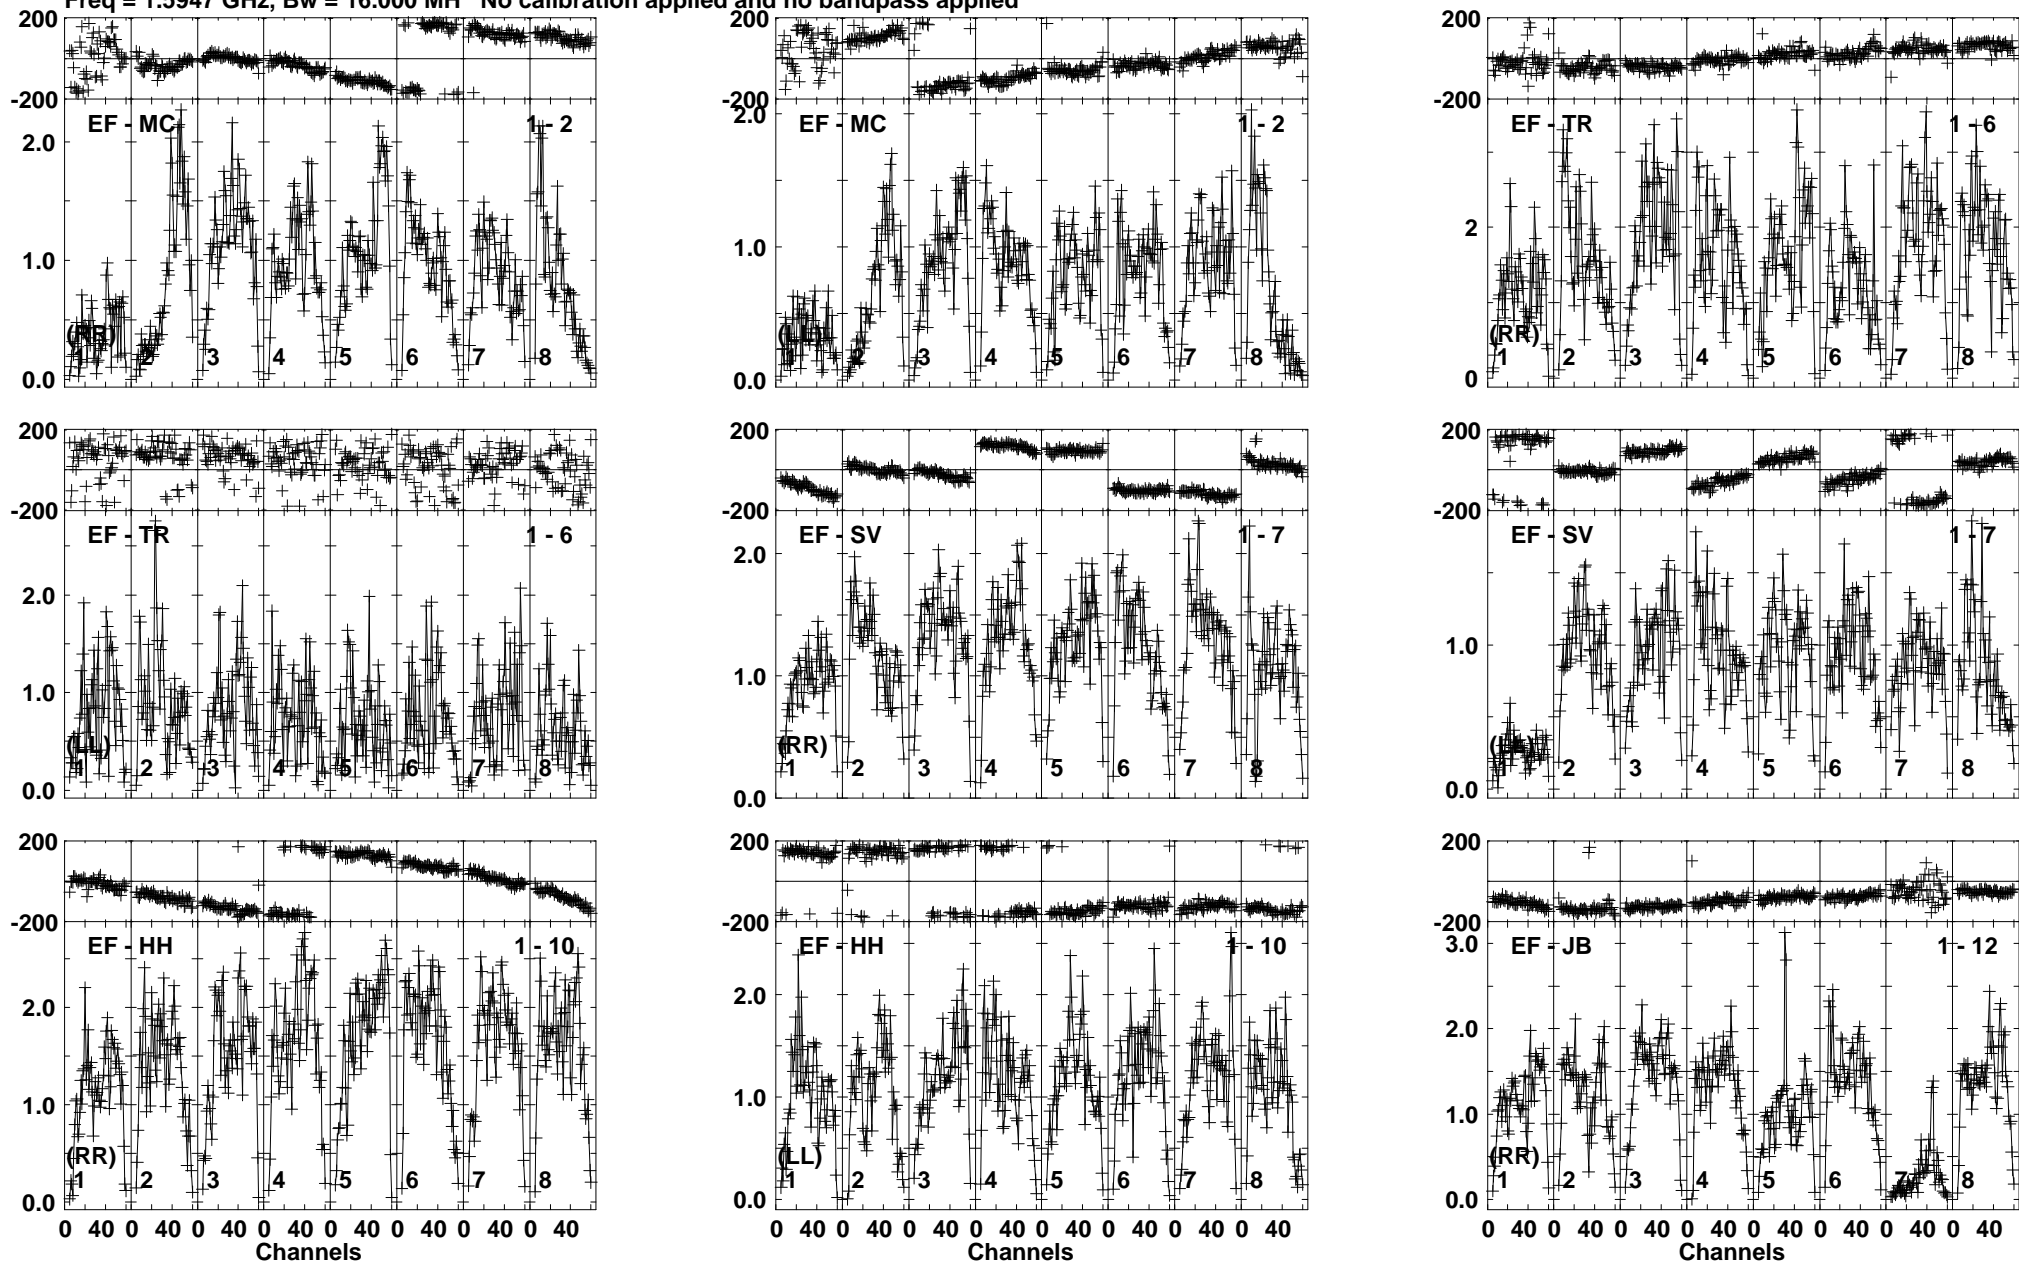 Freq = 1.5947 GHz, Bw = 16.000 MH No calibration applied and no bandpass applied
200
-200
EF - MC 1 - 2
2.0
1.0
0.0
(RR)
1 2 3 4 5 6 7 8
200
-200
EF - MC 1 - 2
2.0
1.0
0.0
(LL)
1 2 3 4 5 6 7 8
200
-200
EF - TR 1 - 6
2
0
(RR)
1 2 3 4 5 6 7 8
200
-200
EF - TR 1 - 6
2.0
1.0
0.0
(LL)
1 2 3 4 5 6 7 8
200
-200
EF - SV 1 - 7
2.0
1.0
0.0
(RR)
1 2 3 4 5 6 7 8
200
-200
EF - SV 1 - 7
1.0
0.0
(LL)
1 2 3 4 5 6 7 8
200
-200
EF - HH 1 - 10
2.0
1.0
0.0
(RR)
1 2 3 4 5 6 7 8
0 40 0 40 0 40 0 40 0 40 0 40 0 40 0 40
Channels
200
-200
EF - HH 1 - 10
2.0
1.0
0.0
(LL)
1 2 3 4 5 6 7 8
0 40 0 40 0 40 0 40 0 40 0 40 0 40 0 40
Channels
200
-200
EF - JB 1 - 12
3.0
2.0
1.0
0.0
(RR)
1 2 3 4 5 6 7 8
0 40 0 40 0 40 0 40 0 40 0 40 0 40 0 40
Channels